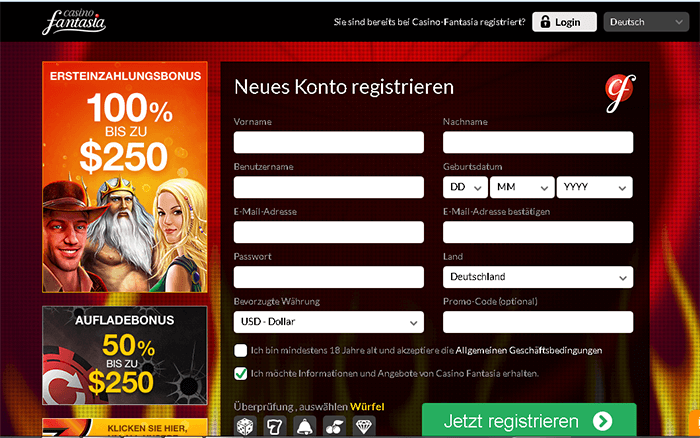 casino
fantasia
Sie sind bereits bei Casino-Fantasia registriert?
Login
Deutsch
ERSTEINZAHLUNGSBONUS
100%
BIS ZU
$250
AUFLADEBONUS
50%
BIS ZU
$250
KLICKEN SIE HIER,
Neues Konto registrieren
cf
Vorname
Nachname
Benutzername
Geburtsdatum
DD
MM
YYYY
E-Mail-Adresse
E-Mail-Adresse bestätigen
Passwort
Land
Deutschland
Bevorzugte Währung
Promo-Code (optional)
USD - Dollar
Ich bin mindestens 18 Jahre alt und akzeptiere die Allgemeinen Geschäftsbedingungen
Ich möchte Informationen und Angebote von Casino Fantasia erhalten.
Überprüfung , auswählen Würfel
7
Jetzt registrieren